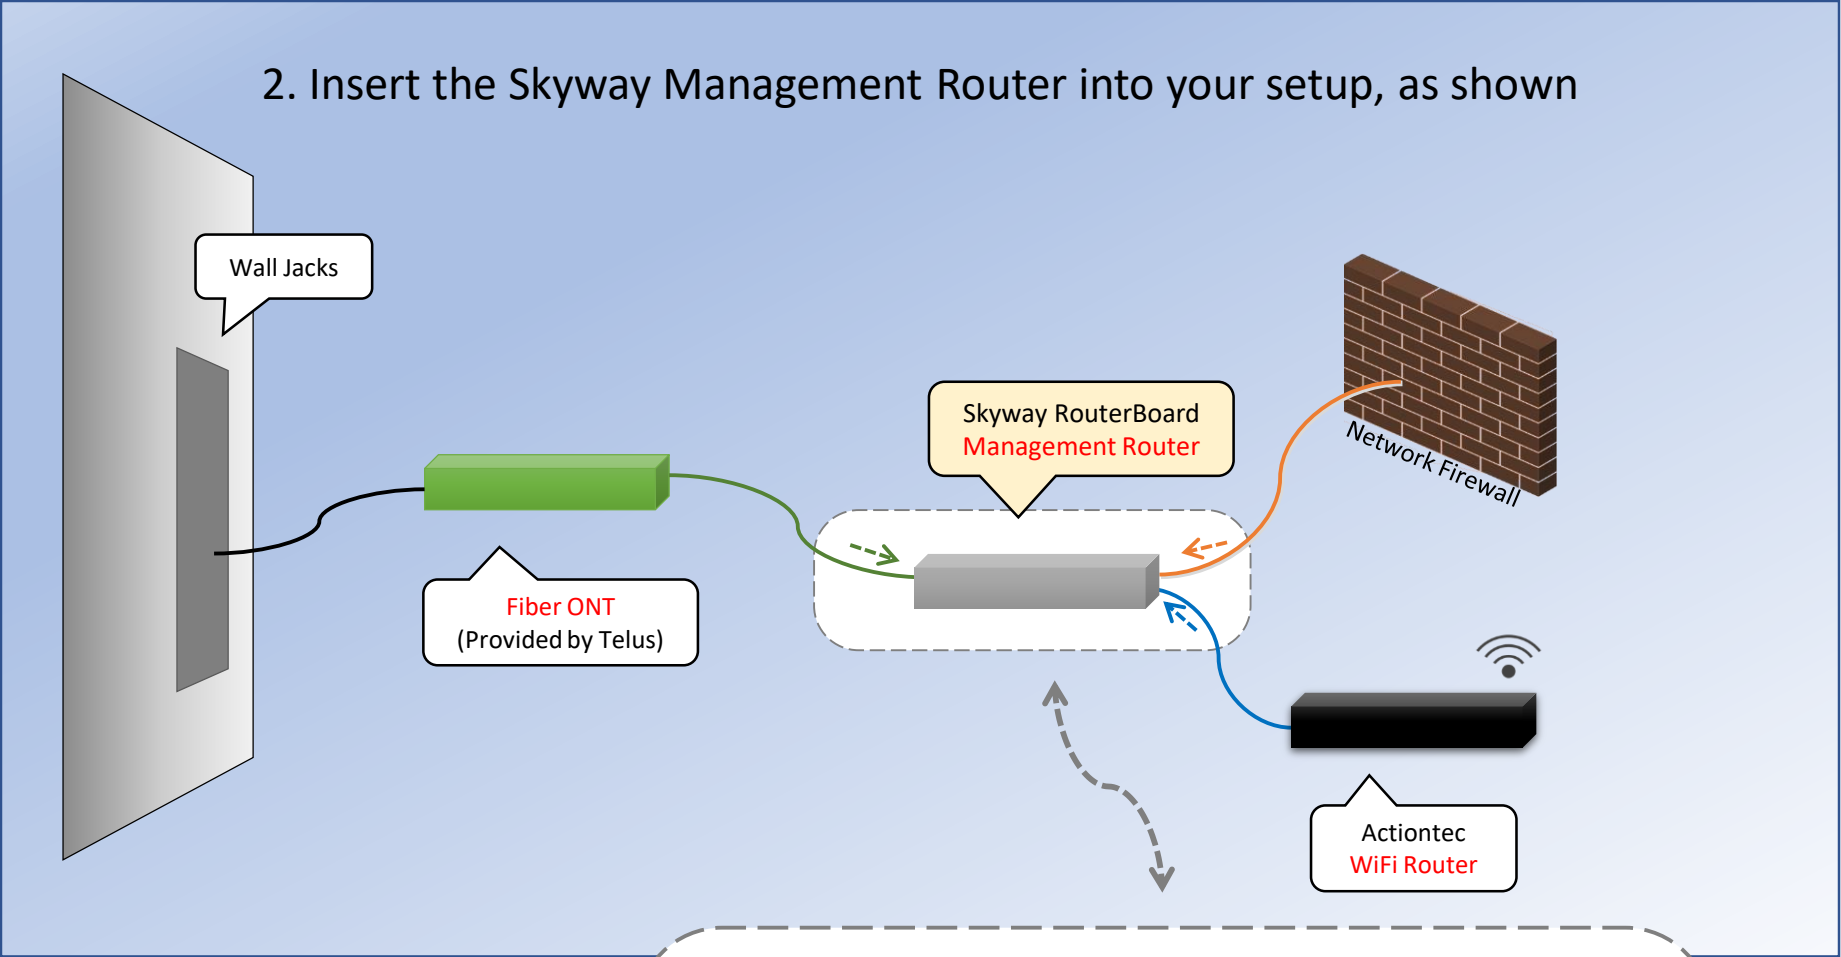 2. Insert the Skyway Management Router into your setup, as shown
Wall Jacks
Skyway RouterBoard
Management Router
Network Firewall
Fiber ONT
(Provided by Telus)
Actiontec
WiFi Router